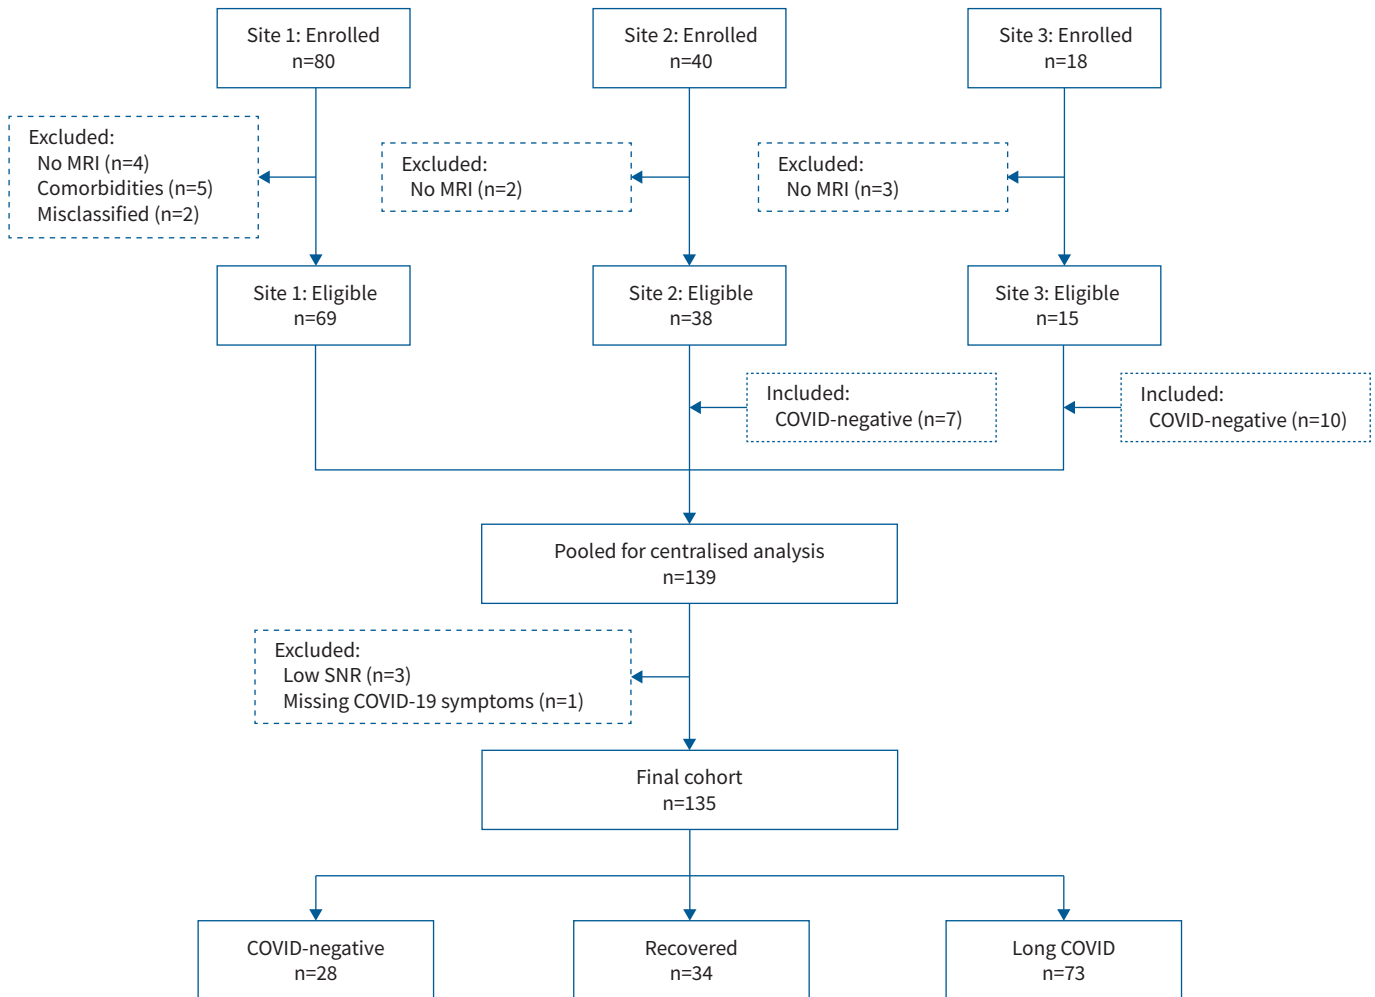 Site 1: Enrolled
n=80
Site 2: Enrolled
n=40
Site 3: Enrolled
n=18
Excluded:
No MRI (n=4)
Comorbidities (n=5)
Misclassified (n=2)
Excluded:
No MRI (n=2)
Excluded:
No MRI (n=3)
Site 1: Eligible
n=69
Site 2: Eligible
n=38
Site 3: Eligible
n=15
Included:
COVID-negative (n=7)
Included:
COVID-negative (n=10)
Pooled for centralised analysis
n=139
Excluded:
Low SNR (n=3)
Missing COVID-19 symptoms (n=1)
Final cohort
n=135
COVID-negative
n=28
Recovered
n=34
Long COVID
n=73